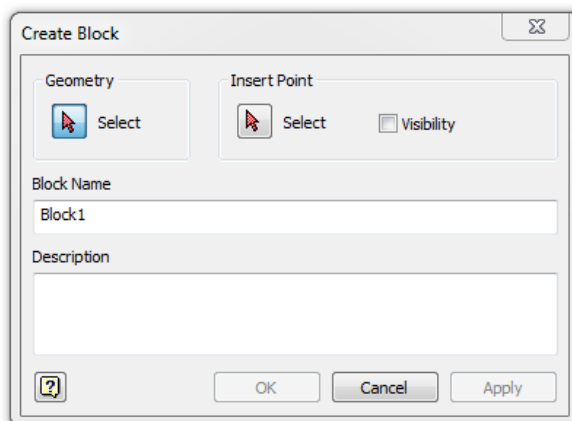 Create Block
Geometry
Insert Point
Select
Select
Visibility
Block Name
Block1
Description
?
OK
Cancel
Apply